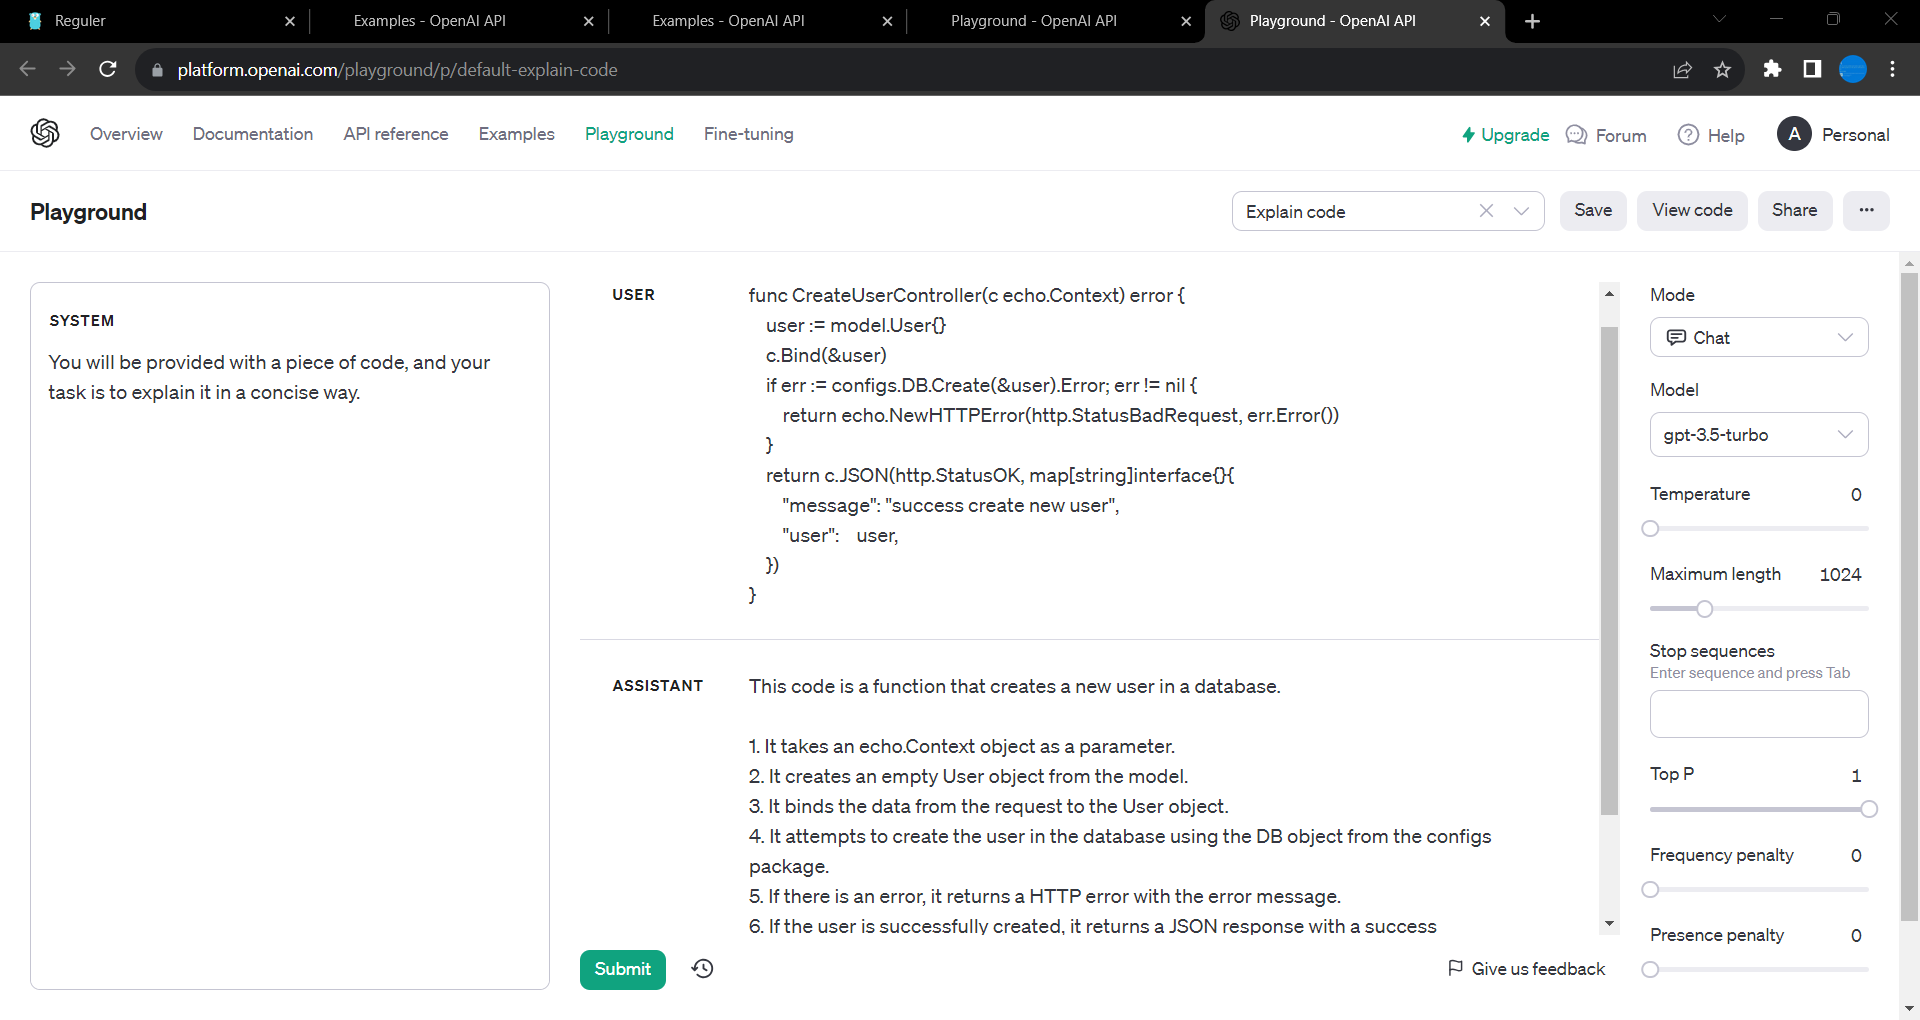 Reguler
Examples - OpenAI API
Examples - OpenAI API
Playground - OpenAI API
Playground - OpenAI API
platform.openai.com/playground/p/default-explain-code
Overview
Documentation
API reference
Examples
Playground
Fine-tuning
Upgrade
Forum
Help
A
Personal
Playground
Explain code
Save
View code
Share
...
SYSTEM
You will be provided with a piece of code, and your
task is to explain it in a concise way.
USER
func CreateUserController(c echo.Context) error {
user := model.User{}
c.Bind(&user)
if err := configs.DB.Create(&user).Error; err != nil {
return echo.NewHTTPError(http.StatusBadRequest, err.Error())
}
return c.JSON(http.StatusOK, map[string]interface{}{
"message": "success create new user",
"user": user,
})
}
ASSISTANT
This code is a function that creates a new user in a database.
1. It takes an echo.Context object as a parameter.
2. It creates an empty User object from the model.
3. It binds the data from the request to the User object.
4. It attempts to create the user in the database using the DB object from the configs
package.
5. If there is an error, it returns a HTTP error with the error message.
6. If the user is successfully created, it returns a JSON response with a success
Submit
Give us feedback
Mode
Chat
Model
gpt-3.5-turbo
Temperature 0
Maximum length 1024
Stop sequences
Enter sequence and press Tab
Top P 1
Frequency penalty 0
Presence penalty 0